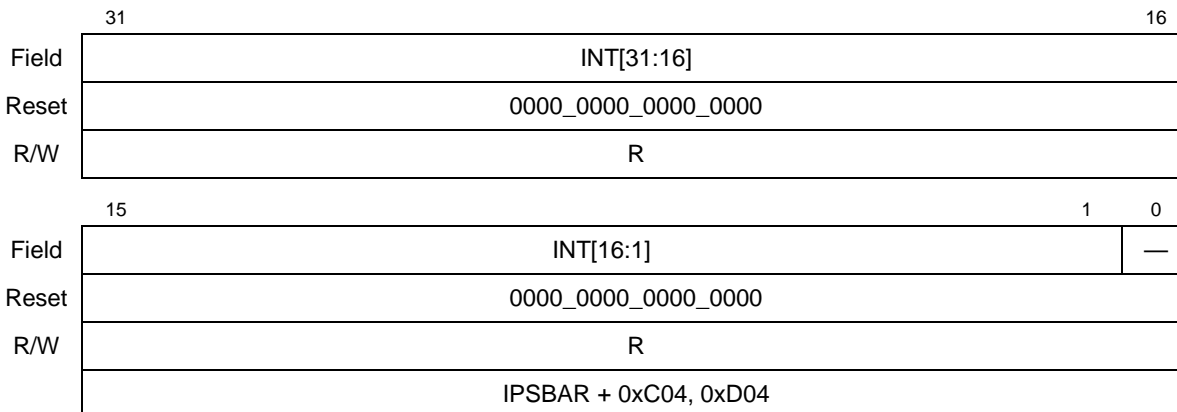 31 16
Field INT[31:16]
Reset 0000_0000_0000_0000
R/W R
15 1 0
Field INT[16:1] —
Reset 0000_0000_0000_0000
R/W R
IPSBAR + 0xC04, 0xD04